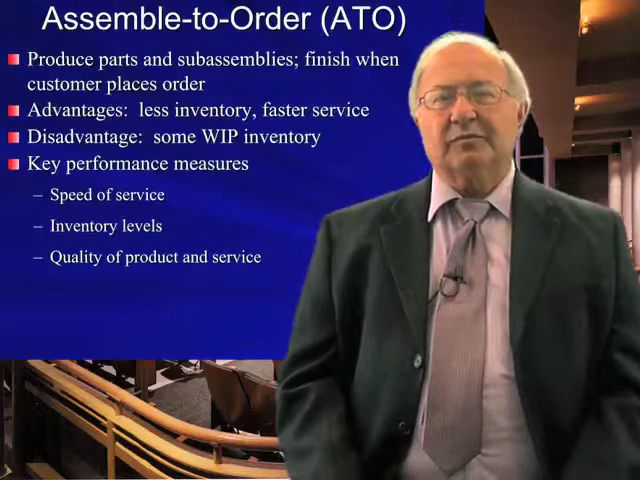 Assemble-to-Order (ATO)
Produce parts and subassemblies; finish when
customer places order
Advantages:  less inventory, faster service
Disadvantage:  some WIP inventory
Key performance measures
– Speed of service
– Inventory levels
– Quality of product and service